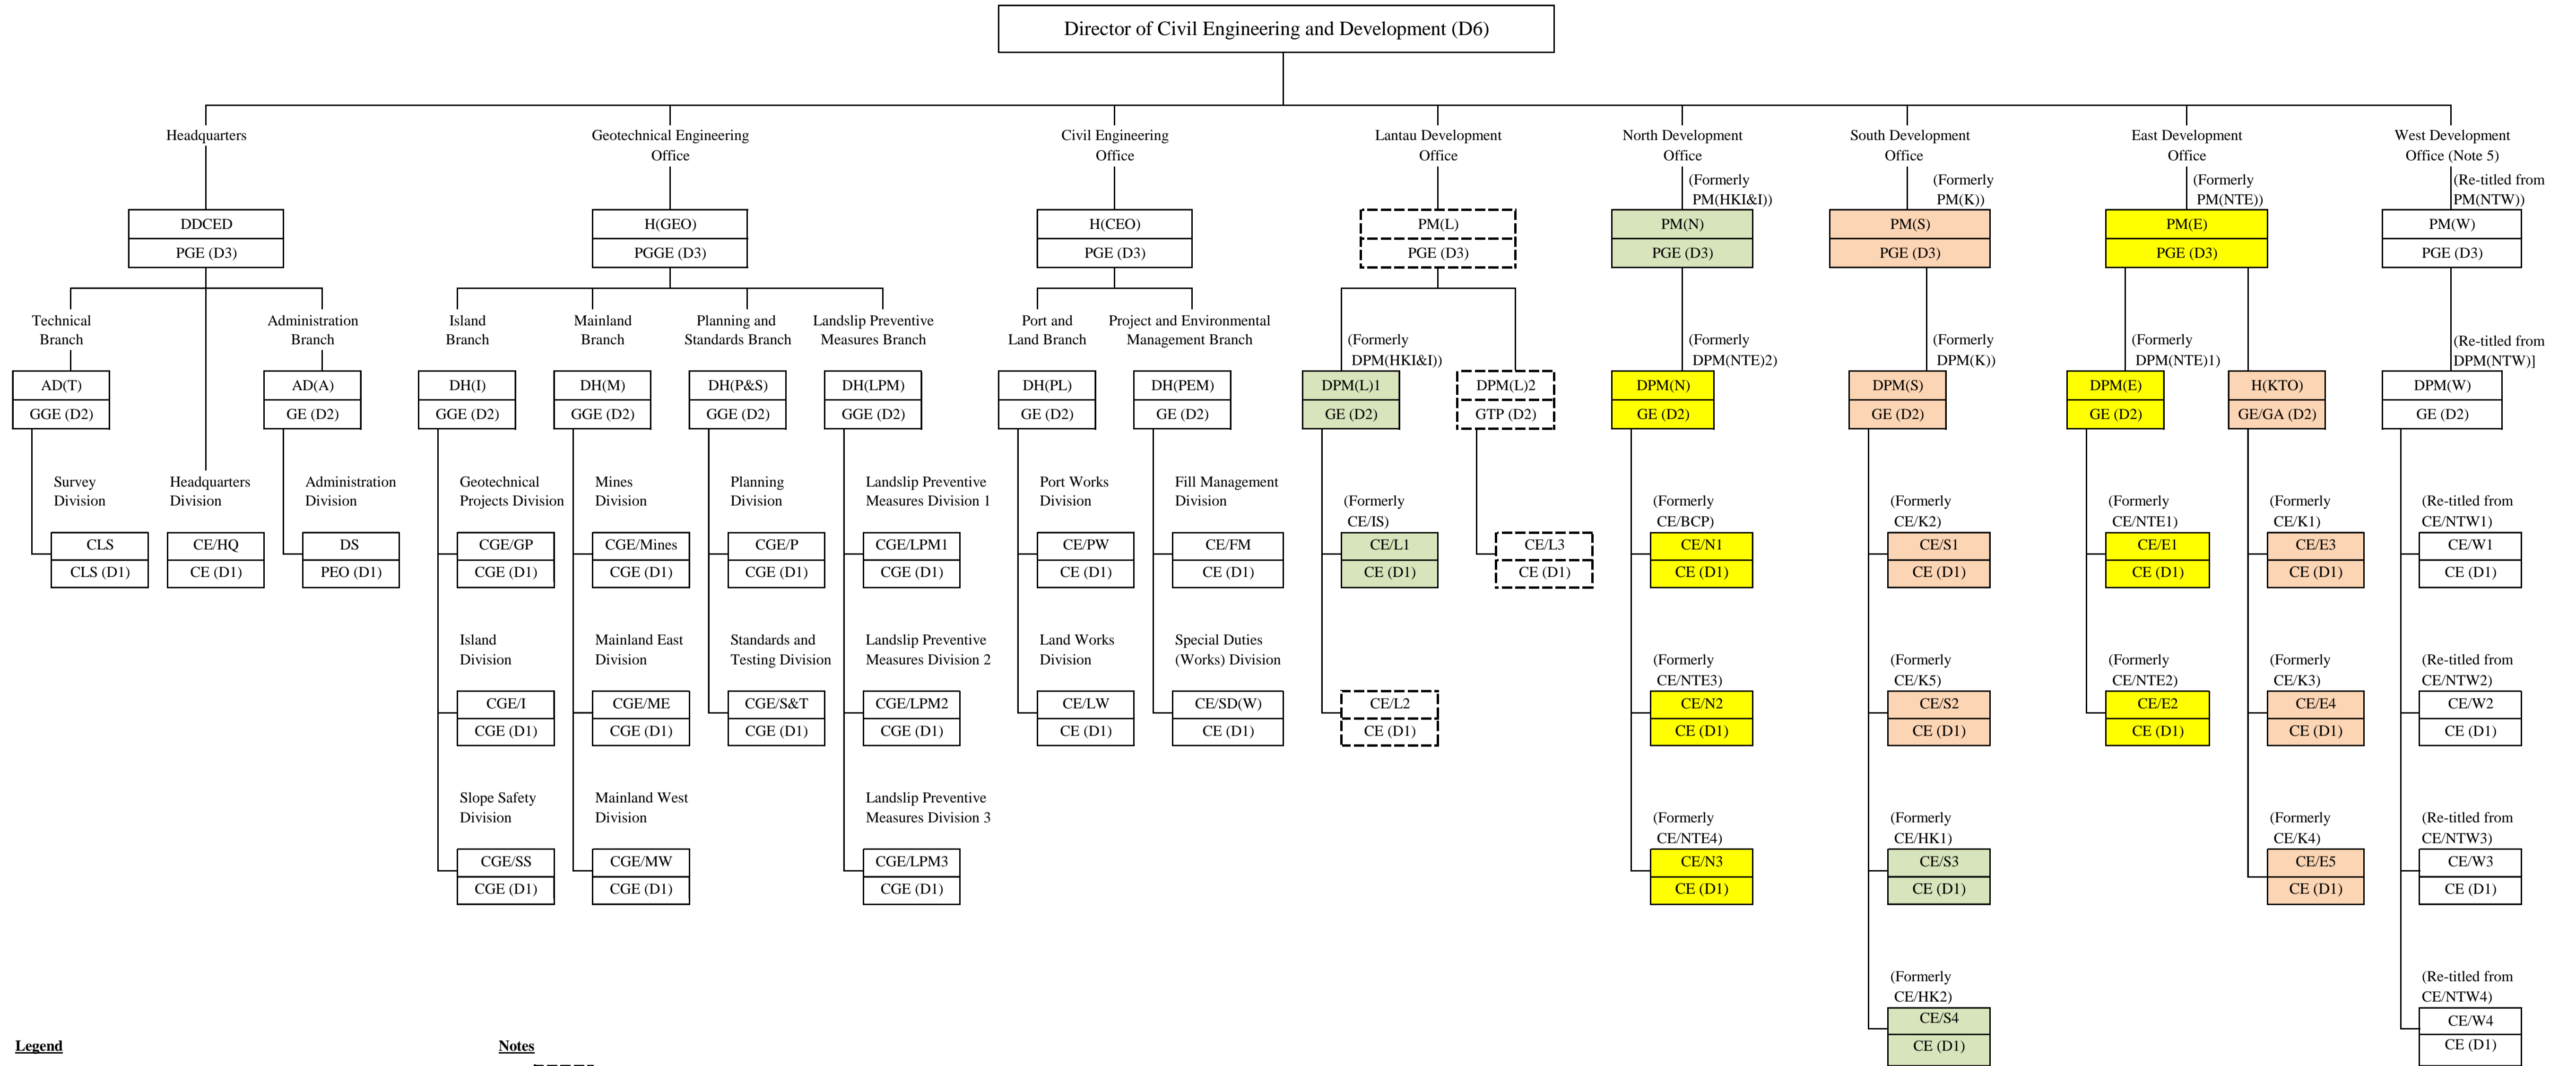 Director of Civil Engineering and Development (D6)
Headquarters
Geotechnical Engineering
Office
Civil Engineering
Office
Lantau Development
Office
North Development
Office
South Development
Office
East Development
Office
West Development
Office (Note 5)
(Formerly
PM(HKI&I))
(Formerly
PM(K))
(Formerly
PM(NTE))
(Re-titled from
PM(NTW))
DDCED
PGE (D3)
H(GEO)
PGGE (D3)
H(CEO)
PGE (D3)
PM(L)
PGE (D3)
PM(N)
PGE (D3)
PM(S)
PGE (D3)
PM(E)
PGE (D3)
PM(W)
PGE (D3)
Technical
Branch
Administration
Branch
Island
Branch
Mainland
Branch
Planning and
Standards Branch
Landslip Preventive
Measures Branch
Port and
Land Branch
Project and Environmental
Management Branch
(Formerly
DPM(HKI&I))
(Formerly
DPM(NTE)2)
(Formerly
DPM(K))
(Formerly
DPM(NTE)1)
(Re-titled from
DPM(NTW)]
AD(T)
GGE (D2)
AD(A)
GE (D2)
DH(I)
GGE (D2)
DH(M)
GGE (D2)
DH(P&S)
GGE (D2)
DH(LPM)
GGE (D2)
DH(PL)
GE (D2)
DH(PEM)
GE (D2)
DPM(L)1
GE (D2)
DPM(L)2
GTP (D2)
DPM(N)
GE (D2)
DPM(S)
GE (D2)
DPM(E)
GE (D2)
H(KTO)
GE/GA (D2)
DPM(W)
GE (D2)
Survey
Division
Headquarters
Division
Administration
Division
Geotechnical
Projects Division
Mines
Division
Planning
Division
Landslip Preventive
Measures Division 1
Port Works
Division
Fill Management
Division
(Formerly
CE/IS)
(Formerly
CE/BCP)
(Formerly
CE/K2)
(Formerly
CE/NTE1)
(Formerly
CE/K1)
(Re-titled from
CE/NTW1)
CLS
CLS (D1)
CE/HQ
CE (D1)
DS
PEO (D1)
CGE/GP
CGE (D1)
CGE/Mines
CGE (D1)
CGE/P
CGE (D1)
CGE/LPM1
CGE (D1)
CE/PW
CE (D1)
CE/FM
CE (D1)
CE/L1
CE (D1)
CE/L3
CE (D1)
CE/N1
CE (D1)
CE/S1
CE (D1)
CE/E1
CE (D1)
CE/E3
CE (D1)
CE/W1
CE (D1)
Island
Division
Mainland East
Division
Standards and
Testing Division
Landslip Preventive
Measures Division 2
Land Works
Division
Special Duties
(Works) Division
(Formerly
CE/NTE3)
(Formerly
CE/K5)
(Formerly
CE/NTE2)
(Formerly
CE/K3)
(Re-titled from
CE/NTW2)
CGE/I
CGE (D1)
CGE/ME
CGE (D1)
CGE/S&T
CGE (D1)
CGE/LPM2
CGE (D1)
CE/LW
CE (D1)
CE/SD(W)
CE (D1)
CE/L2
CE (D1)
CE/N2
CE (D1)
CE/S2
CE (D1)
CE/E2
CE (D1)
CE/E4
CE (D1)
CE/W2
CE (D1)
Slope Safety
Division
Mainland West
Division
Landslip Preventive
Measures Division 3
(Formerly
CE/NTE4)
(Formerly
CE/HK1)
(Formerly
CE/K4)
(Re-titled from
CE/NTW3)
CGE/SS
CGE (D1)
CGE/MW
CGE (D1)
CGE/LPM3
CGE (D1)
CE/N3
CE (D1)
CE/S3
CE (D1)
CE/E5
CE (D1)
CE/W3
CE (D1)
(Formerly
CE/HK2)
(Re-titled from
CE/NTW4)
CE/S4
CE (D1)
CE/W4
CE (D1)
Legend
Notes